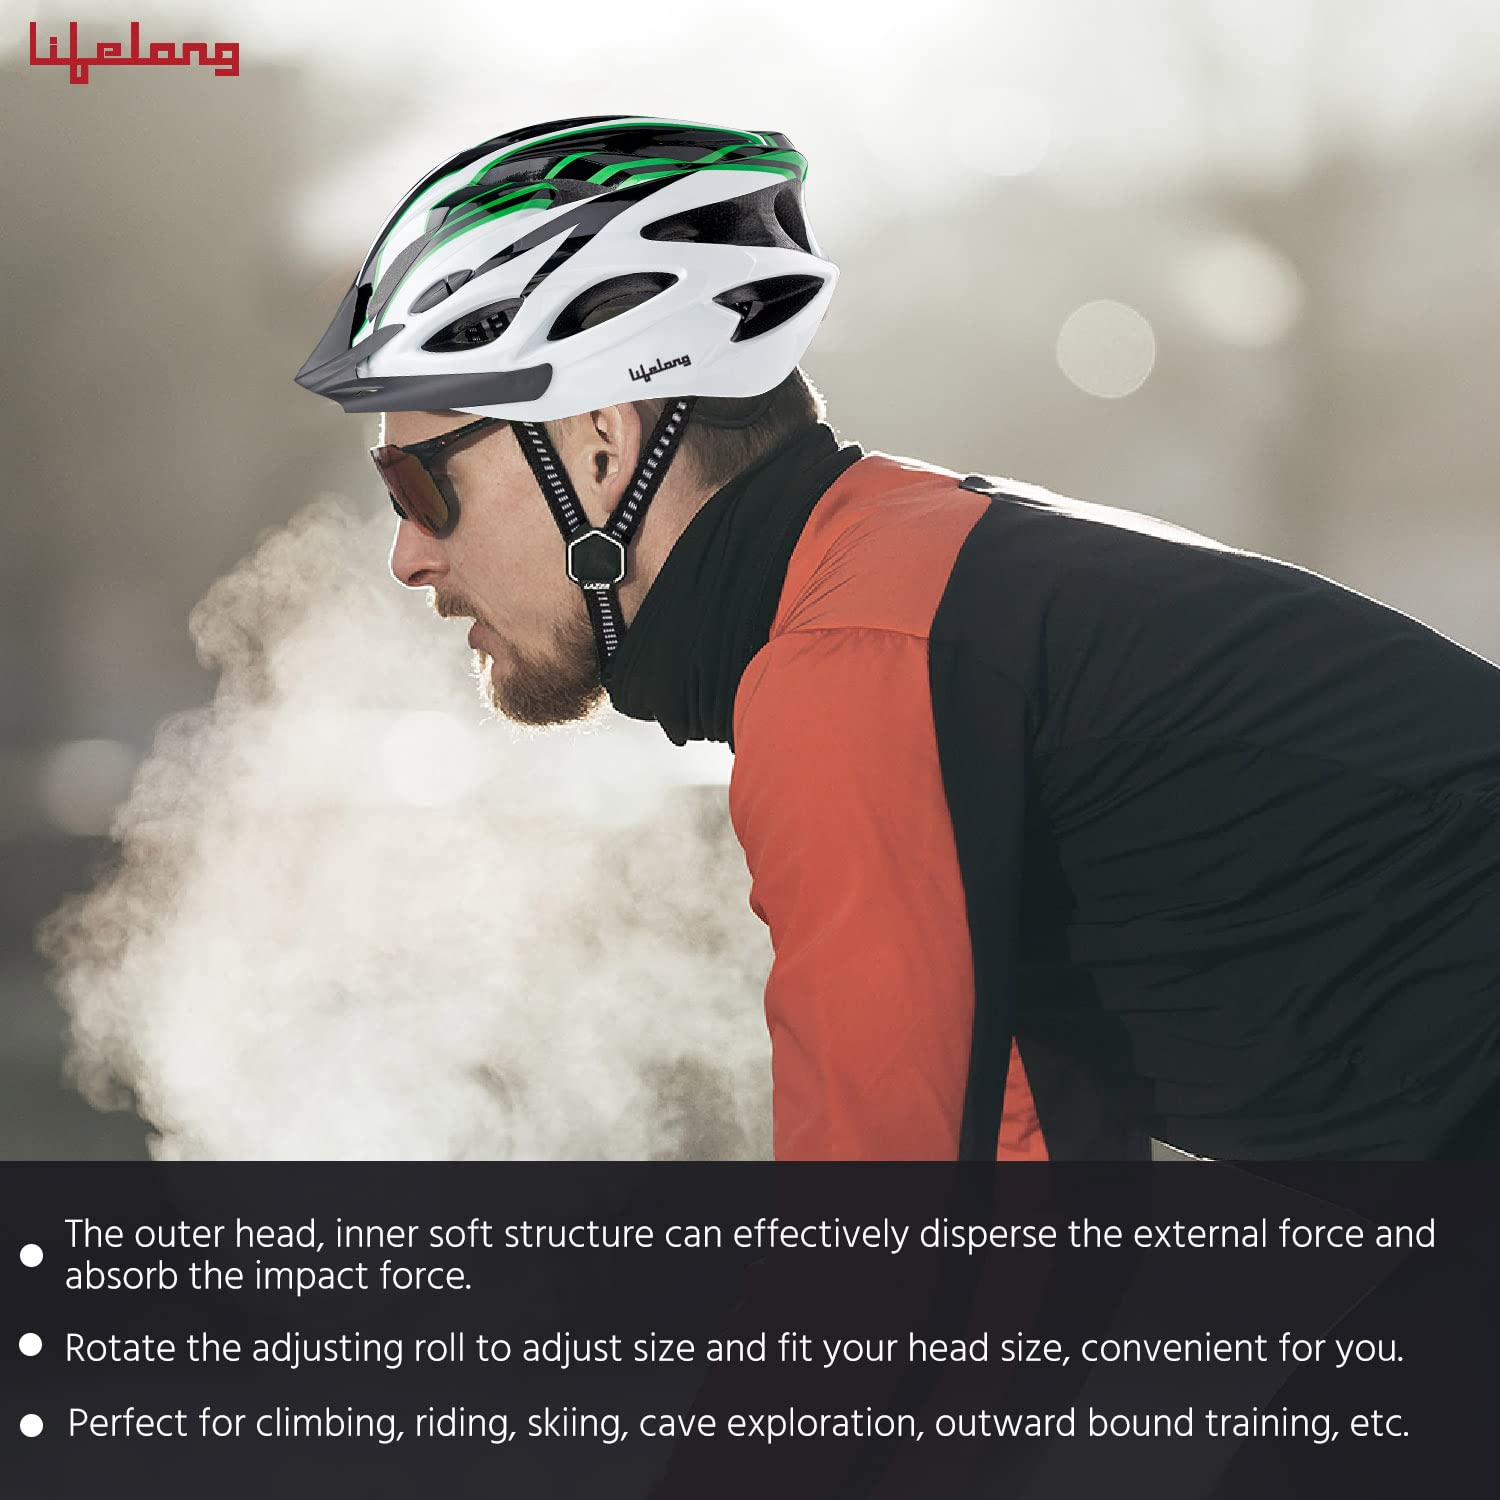 Lifelong
Lifelong
LAZER
The outer head, inner soft structure can effectively disperse the external force and
absorb the impact force.
Rotate the adjusting roll to adjust size and fit your head size, convenient for you.
Perfect for climbing, riding, skiing, cave exploration, outward bound training, etc.